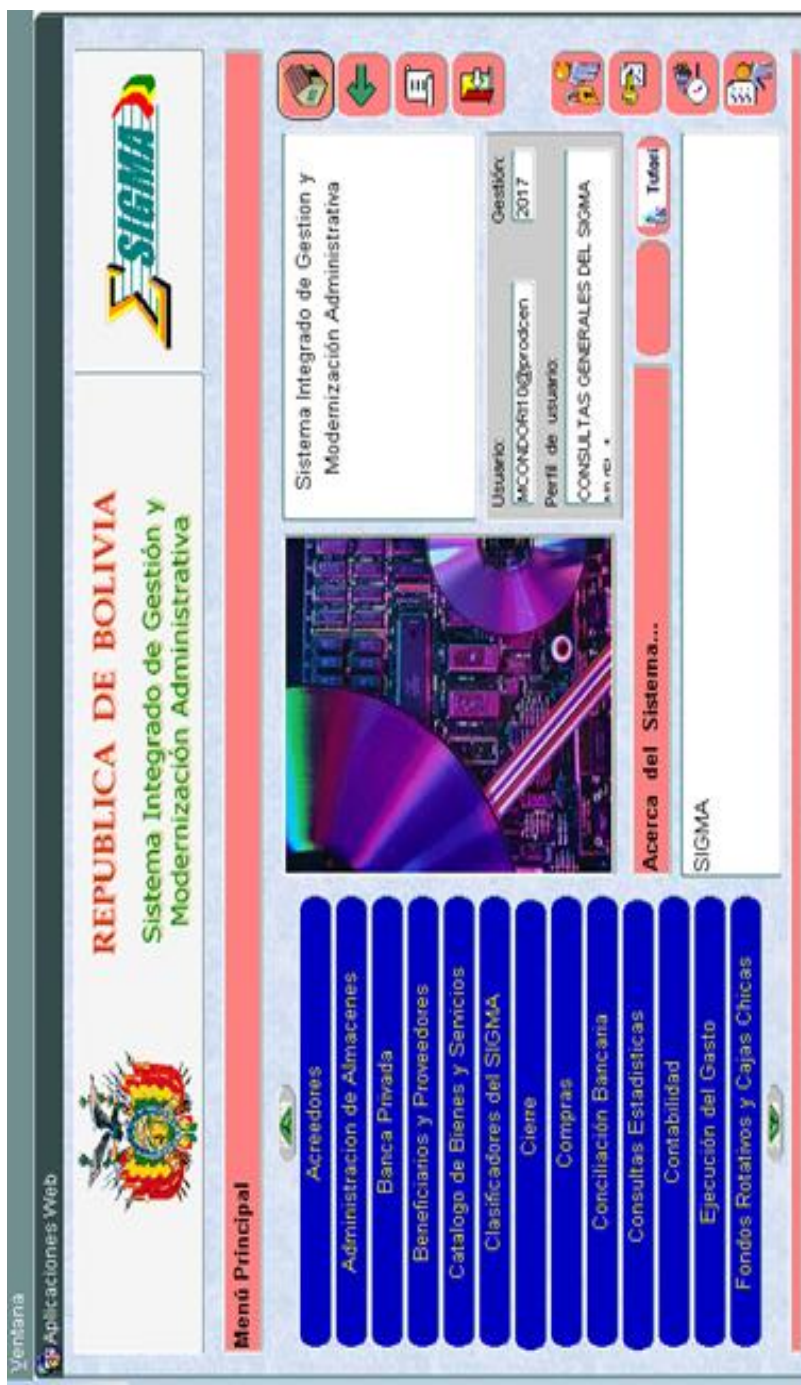 Ventana
Aplicaciones Web
REPUBLICA DE BOLIVIA
Sistema Integrado de Gestión y
Modernización Administrativa
SIGMA
Menú Principal
Acreedores
Administracion de Almacenes
Banca Privada
Beneficiarios y Proveedores
Catalogo de Bienes y Servicios
Clasificadores del SIGMA
Cierre
Compras
Conciliación Bancaria
Consultas Estadísticas
Contabilidad
Ejecución del Gasto
Fondos Rotativos y Cajas Chicas
Sistema Integrado de Gestion y
Modernización Administrativa
Usuario:
Gestión:
2017
Perfil de usuario:
CONSULTAS GENERALES DEL SIGMA
Acerca del Sistema...
Tutori
SIGMA